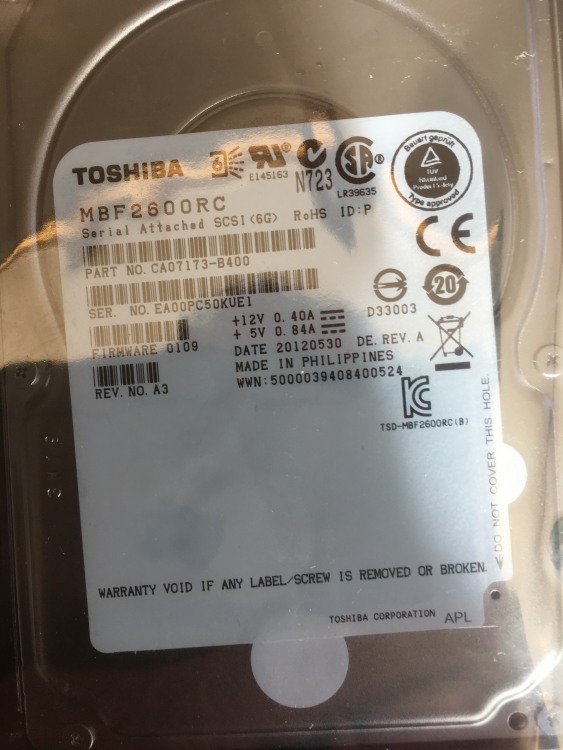 TOSHIBA
E145163
N723
LR39635
Bauart geprüft
TÜV
Rheinland
Product Safety
Type approved
MBF2600RC
Serial Attached SCSI(6G) RoHS ID:P
PART NO. CA07173-B400
SER. NO. EA00PC50KUE1
+12V 0.40A
+ 5V 0.84A
D33003
20
FIRMWARE 0109
DATE 20120530 DE. REV. A
MADE IN PHILIPPINES
REV. NO. A3
WWN:5000039408400524
TSD-MBF2600RC(B)
DO NOT COVER THIS HOLE.
WARRANTY VOID IF ANY LABEL/SCREW IS REMOVED OR BROKEN.
TOSHIBA CORPORATION APL